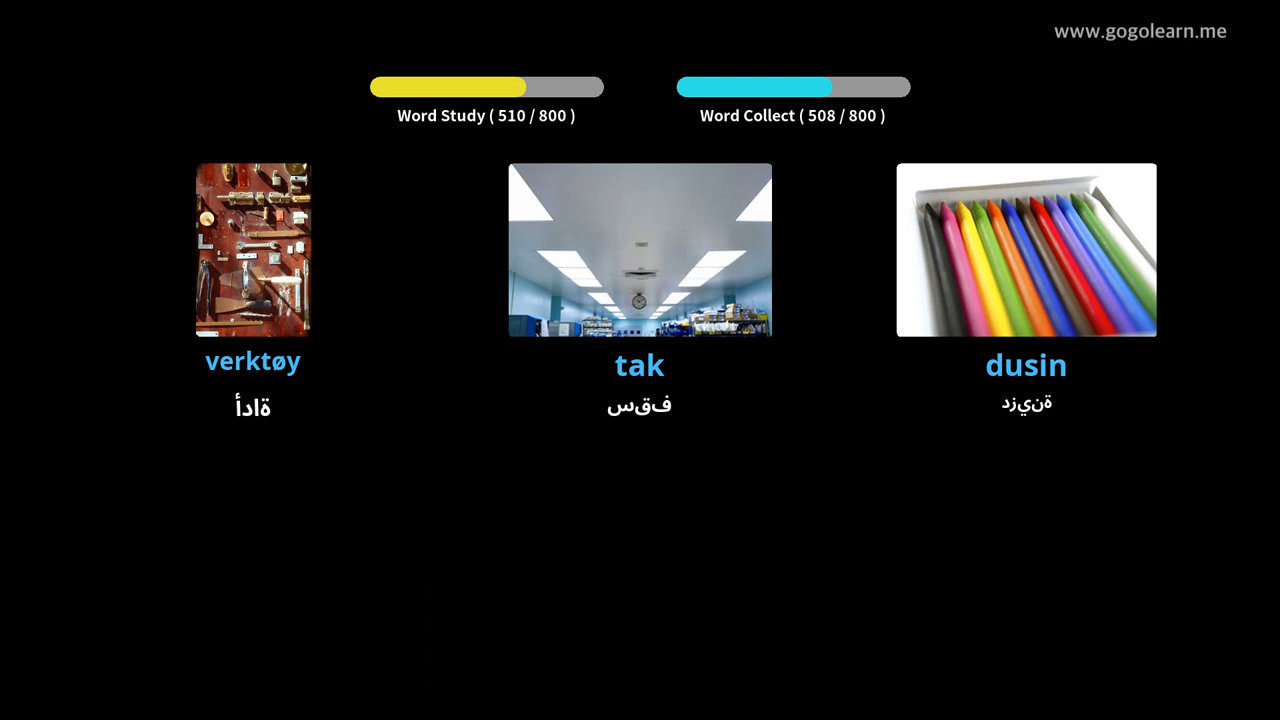 www.gogolearn.me
Word Study ( 510 / 800 )
Word Collect ( 508 / 800 )
verktøy
ةادأ
tak
فقس
dusin
ةنيزد